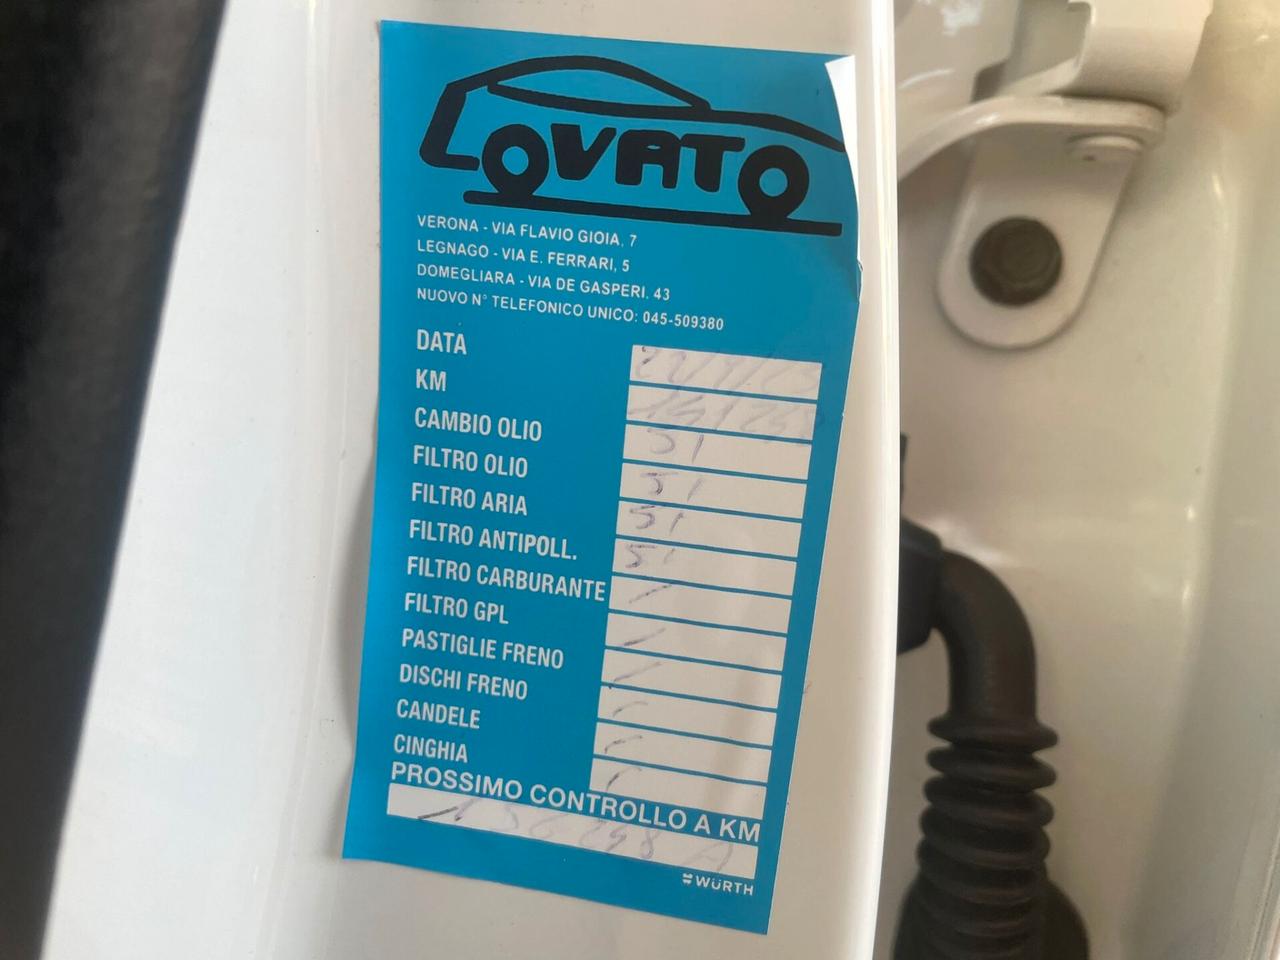 LOVATO
VERONA - VIA FLAVIO GIOIA, 7
LEGNAGO - VIA E. FERRARI, 5
DOMEGLIARA - VIA DE GASPERI, 43
NUOVO N° TELEFONICO UNICO: 045-509380
DATA
KM
CAMBIO OLIO SI
FILTRO OLIO SI
FILTRO ARIA SI
FILTRO ANTIPOLL. SI
FILTRO CARBURANTE /
FILTRO GPL /
PASTIGLIE FRENO /
DISCHI FRENO
CANDELE
CINGHIA
PROSSIMO CONTROLLO A KM
WÜRTH